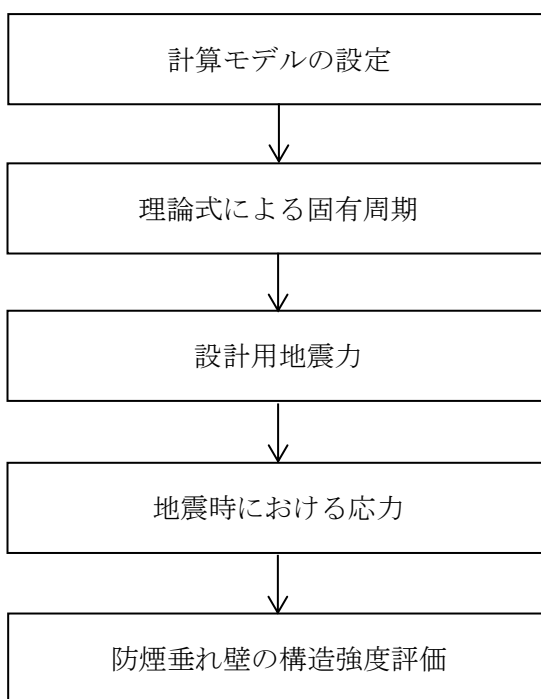 計算モデルの設定
理論式による固有周期
設計用地震力
地震時における応力
防煙垂れ壁の構造強度評価